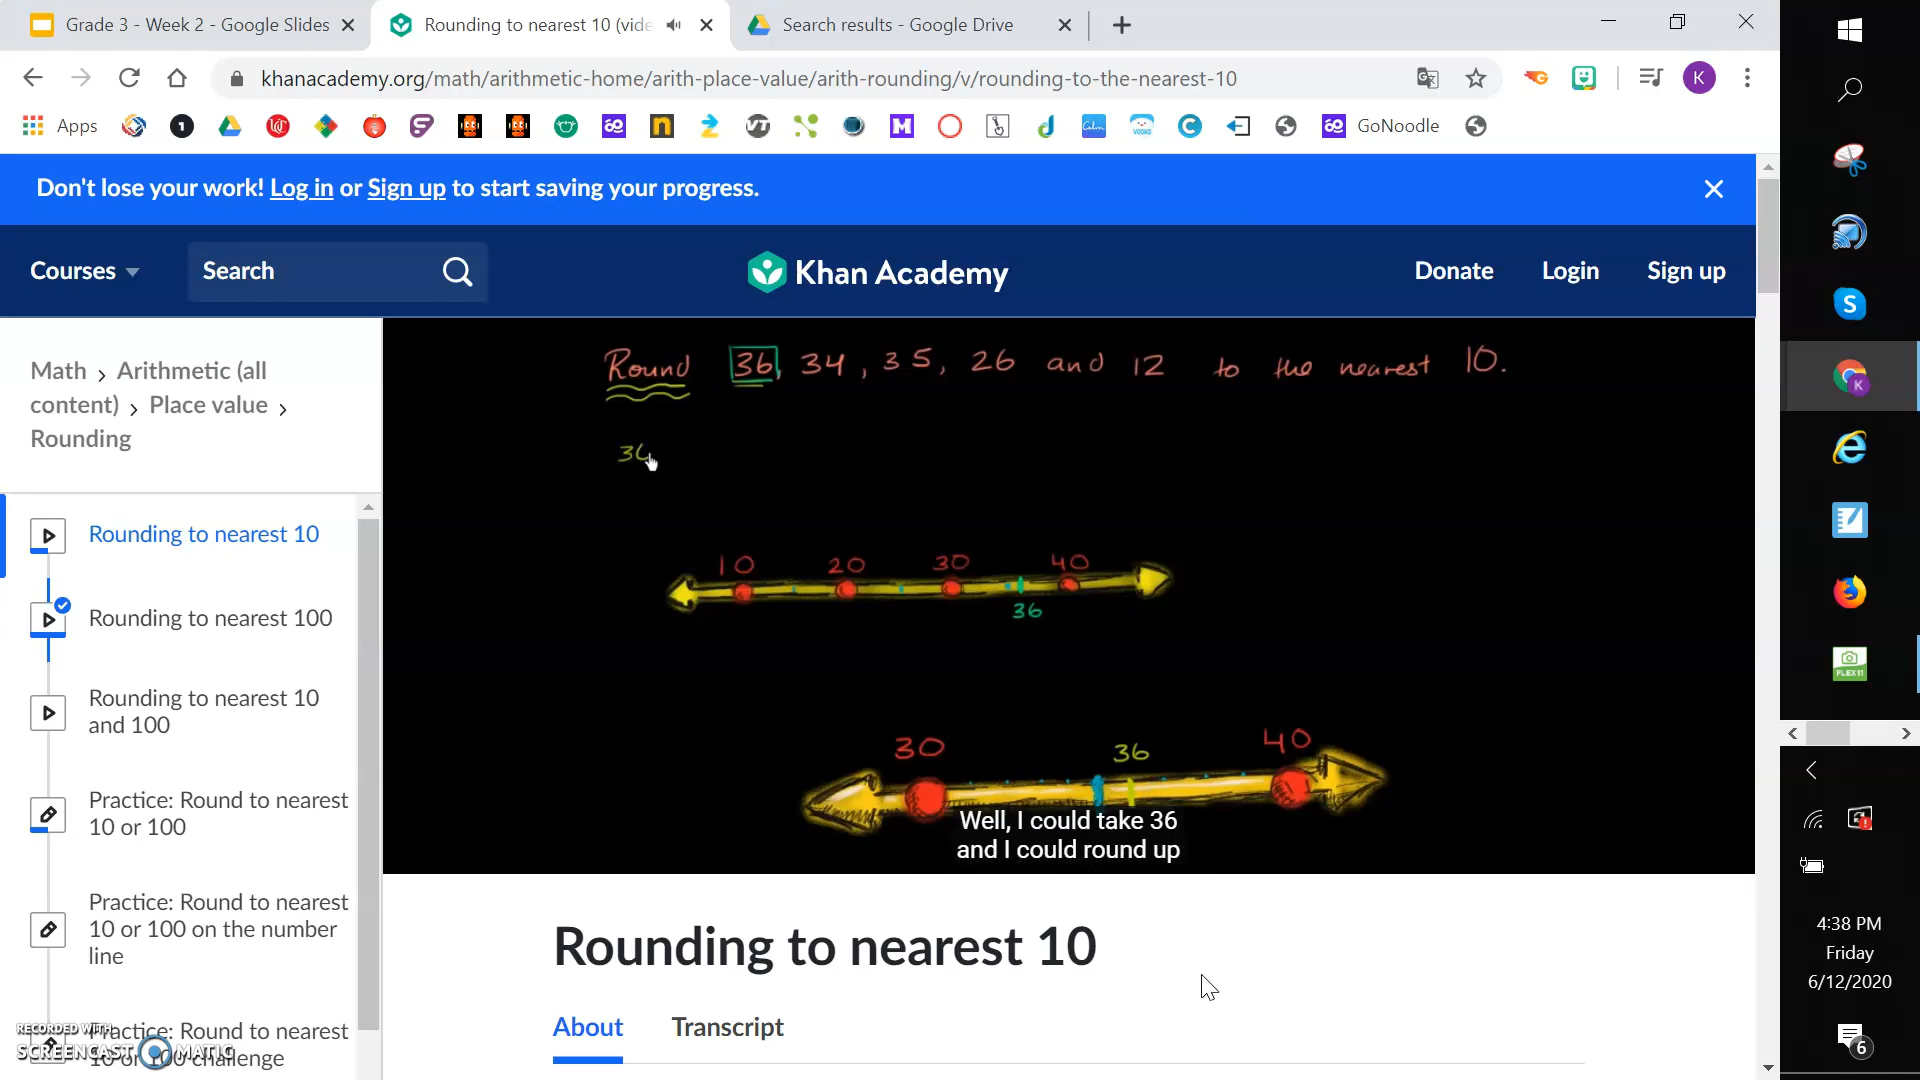 Grade 3 - Week 2 - Google Slides
Rounding to nearest 10 (vide
Search results - Google Drive
khanacademy.org/math/arithmetic-home/arith-place-value/arith-rounding/v/rounding-to-the-nearest-10
K
Apps
GoNoodle
Don't lose your work! Log in or Sign up to start saving your progress.
Courses
Search
Khan Academy
Donate
Login
Sign up
Math > Arithmetic (all
content) > Place value >
Rounding
Rounding to nearest 10
Rounding to nearest 100
Rounding to nearest 10
and 100
Practice: Round to nearest
10 or 100
Practice: Round to nearest
10 or 100 on the number
line
Practice: Round to nearest
10 or 100 challenge
RECORDED WITH
SCREENCAST MATIC
Round 36, 34, 35, 26 and 12 to the nearest 10.
36
10 20 30 40
36
30 36 40
Well, I could take 36
and I could round up
Rounding to nearest 10
About
Transcript
4:38 PM
Friday
6/12/2020
6